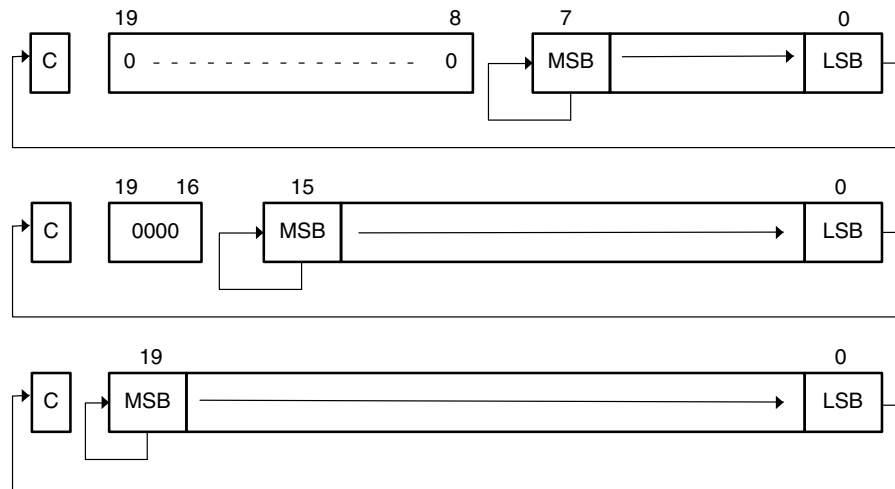 19 8 7 0
C 0 - - - - - - - - - - - - - - - 0 MSB LSB
19 16 15 0
C 0000 MSB LSB
19 0
C MSB LSB